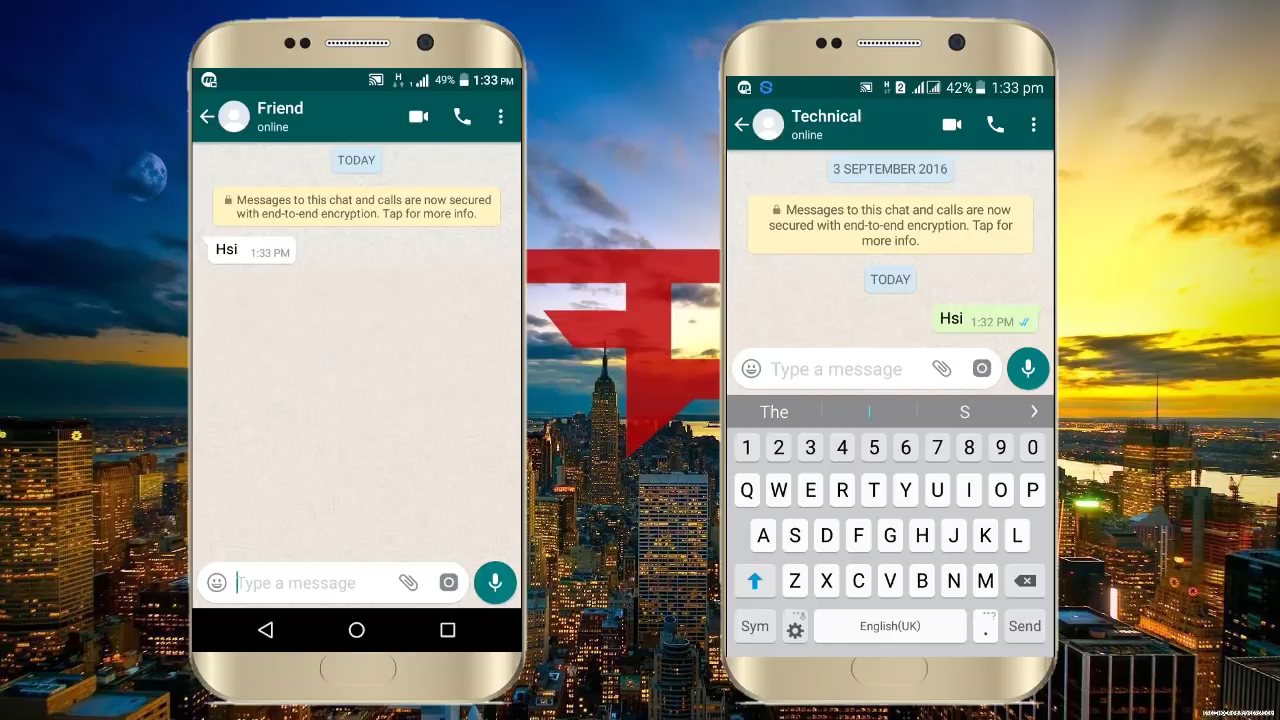 H
1
49%
1:33 PM
Friend
online
TODAY
Messages to this chat and calls are now secured
with end-to-end encryption. Tap for more info.
Hsi 1:33 PM
Type a message
H 2 42% 1:33 pm
Technical
online
3 SEPTEMBER 2016
Messages to this chat and calls are now
secured with end-to-end encryption. Tap for
more info.
TODAY
Hsi 1:32 PM
Type a message
The I S
1 2 3 4 5 6 7 8 9 0
Q W E R T Y U I O P
A S D F G H J K L
Z X C V B N M
Sym English(UK) . Send